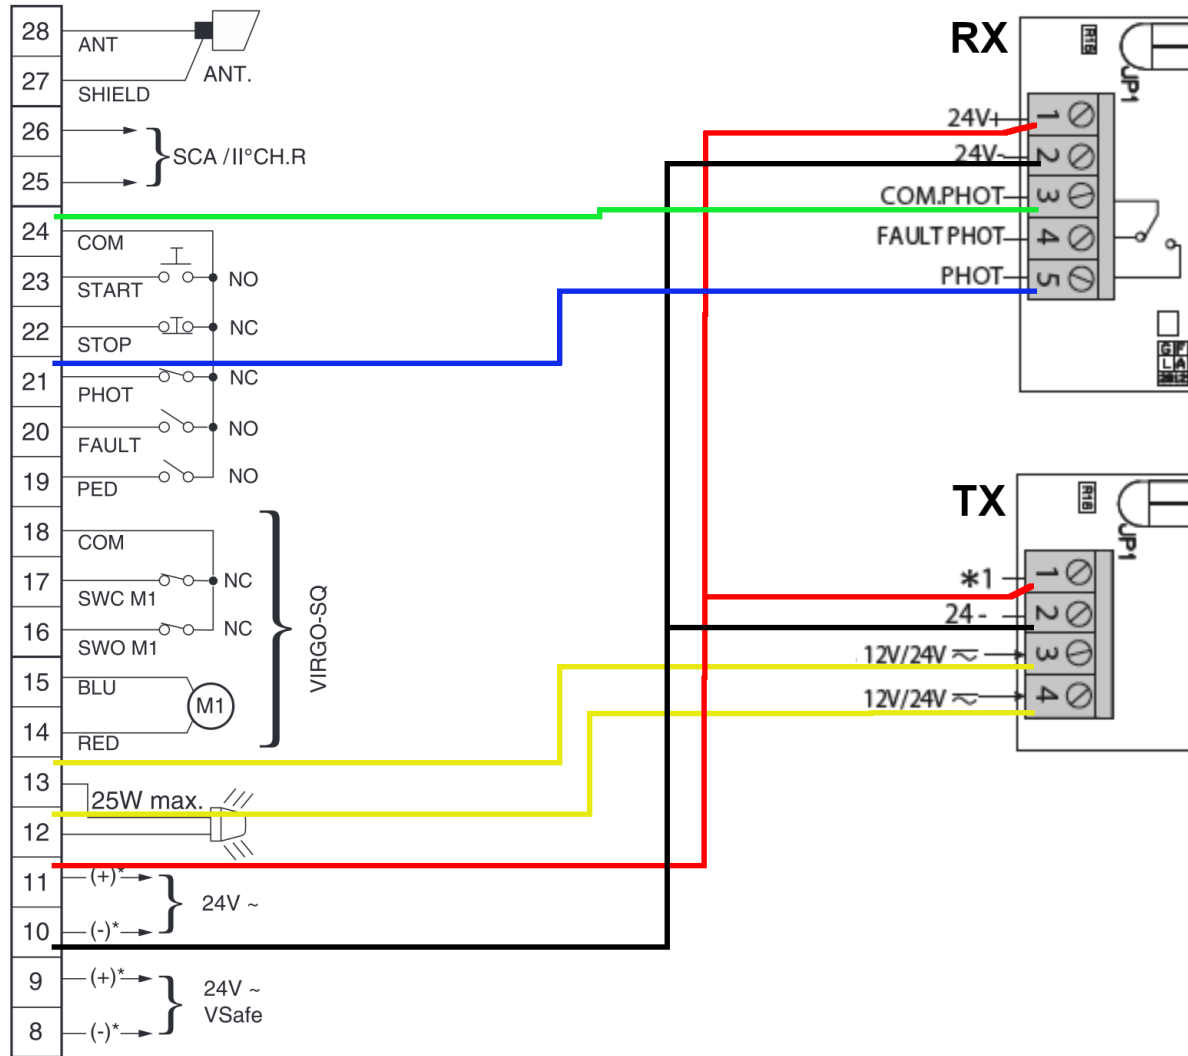 28
ANT
ANT.
27
SHIELD
26
SCA /II°CH.R
25
24
COM
23
START
NO
22
STOP
NC
21
PHOT
NC
20
FAULT
NO
19
PED
NO
18
COM
17
SWC M1
NC
16
SWO M1
NC
VIRGO-SQ
15
BLU
M1
14
RED
13
25W max.
12
11
(+)*
24V ~
10
(-)*
9
(+)*
24V ~
VSafe
8
(-)*
RX
R16
JP1
24V+
1
24V-
2
COM.PHOT
3
FAULT PHOT
4
PHOT
5
G F
L A
TX
R16
JP1
*1
1
24 -
2
12V/24V ⎓
3
12V/24V ⎓
4